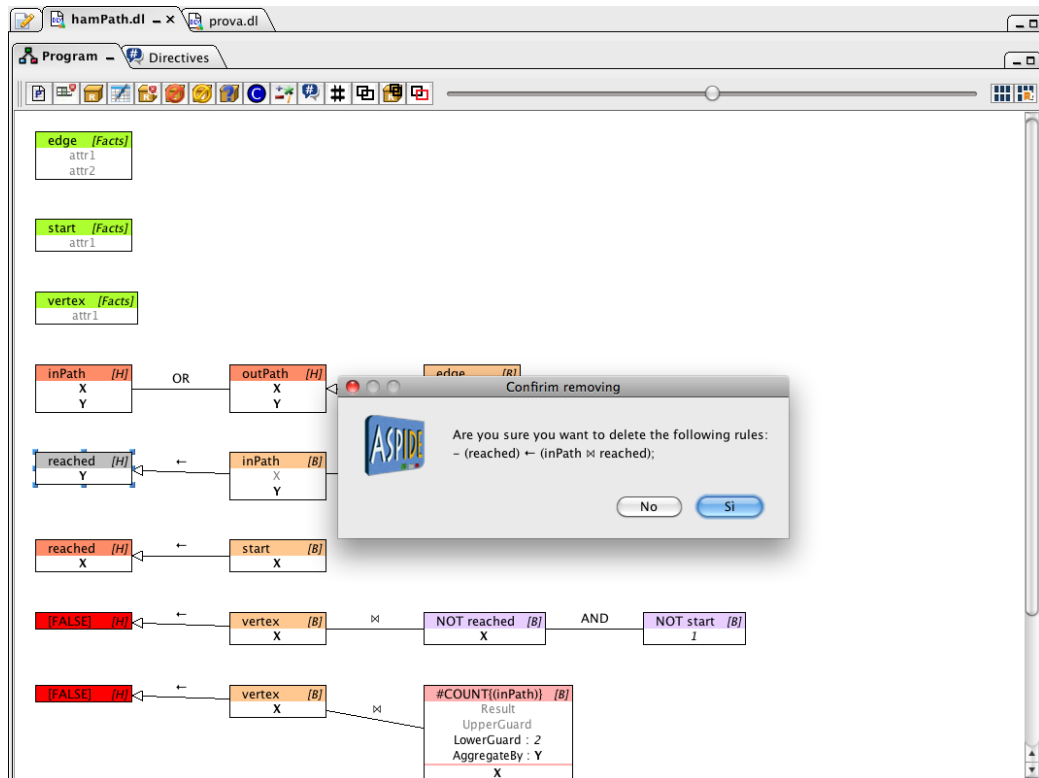 hamPath.dl
prova.dl
Program
Directives
edge [Facts]
attr1
attr2
start [Facts]
attr1
vertex [Facts]
attr1
inPath [H]
X
Y
OR
outPath [H]
X
Y
edge [B]
Confirim removing
ASPIDE
Are you sure you want to delete the following rules:
- (reached) ← (inPath ⋈ reached);
No
Sì
reached [H]
Y
←
inPath [B]
X
Y
reached [H]
X
←
start [B]
X
[FALSE] [H]
←
vertex [B]
X
⋈
NOT reached [B]
X
AND
NOT start [B]
1
[FALSE] [H]
←
vertex [B]
X
⋈
#COUNT{(inPath)} [B]
Result
UpperGuard
LowerGuard : 2
AggregateBy : Y
X